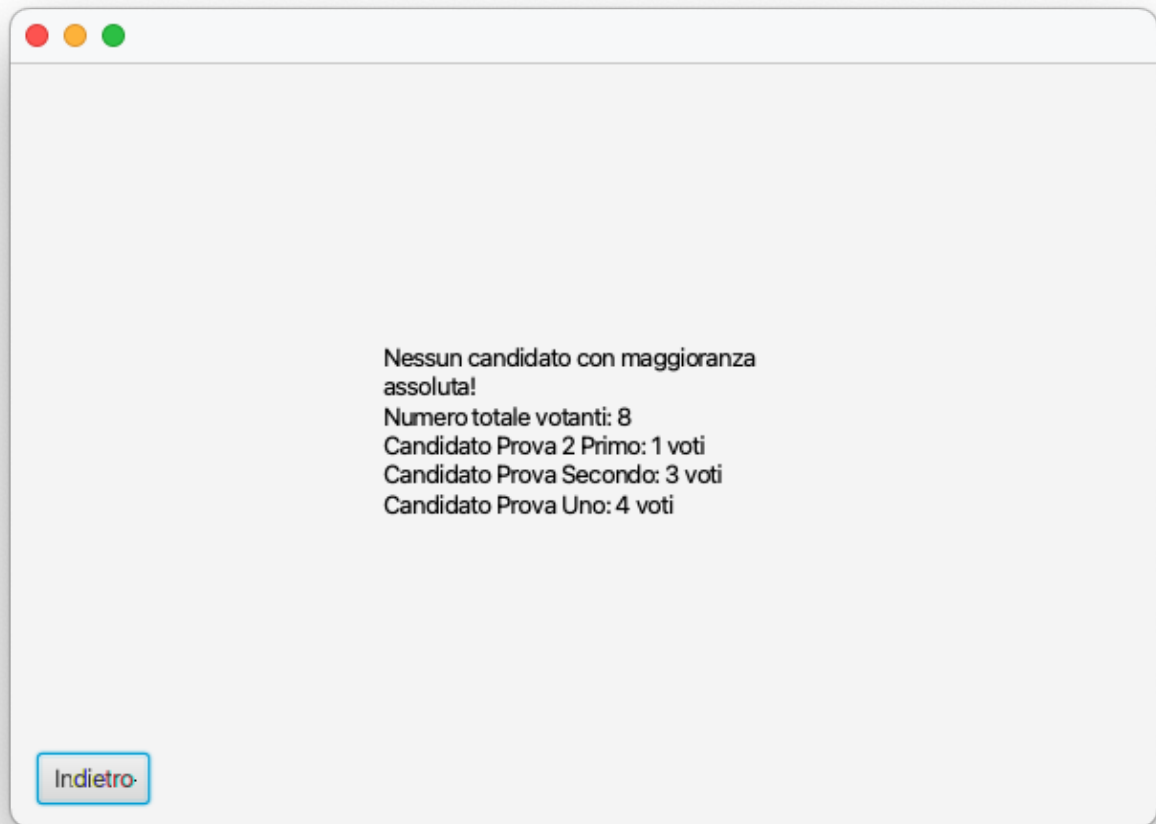 Nessun candidato con maggioranza
assoluta!
Numero totale votanti: 8
Candidato Prova 2 Primo: 1 voti
Candidato Prova Secondo: 3 voti
Candidato Prova Uno: 4 voti
Indietro